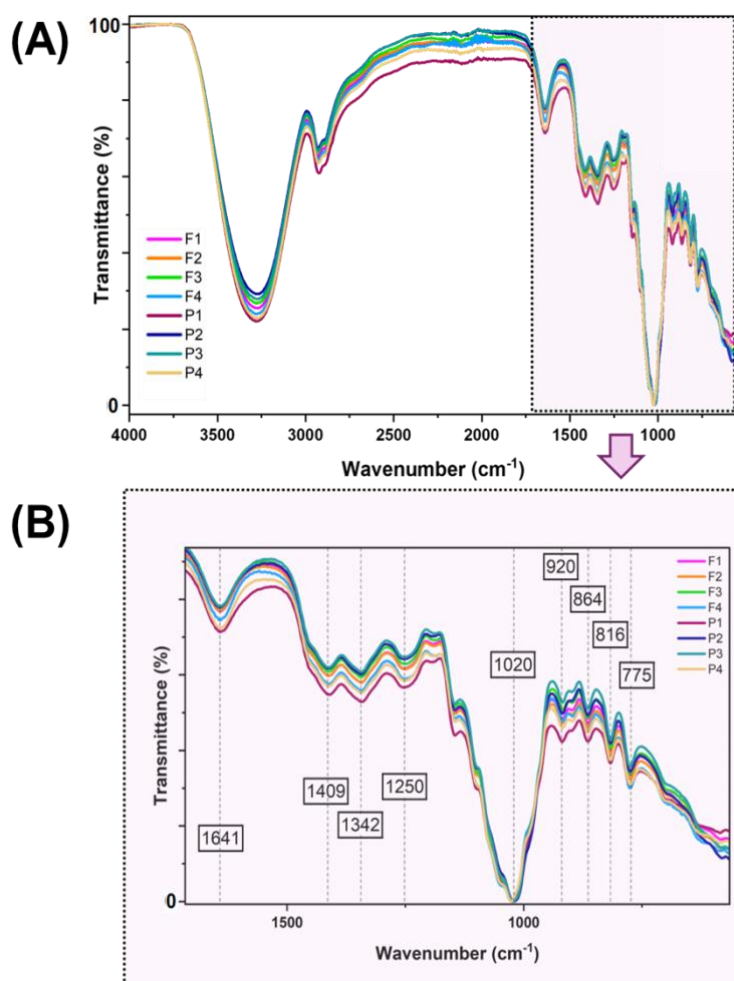 (A)
100
Transmittance (%)
F1
F2
F3
F4
P1
P2
P3
P4
0
4000 3500 3000 2500 2000 1500 1000
Wavenumber (cm-1)
(B)
Transmittance (%)
F1
F2
F3
F4
P1
P2
P3
P4
920
864
816
775
1020
1409
1342
1250
1641
0
1500 1000
Wavenumber (cm-1)